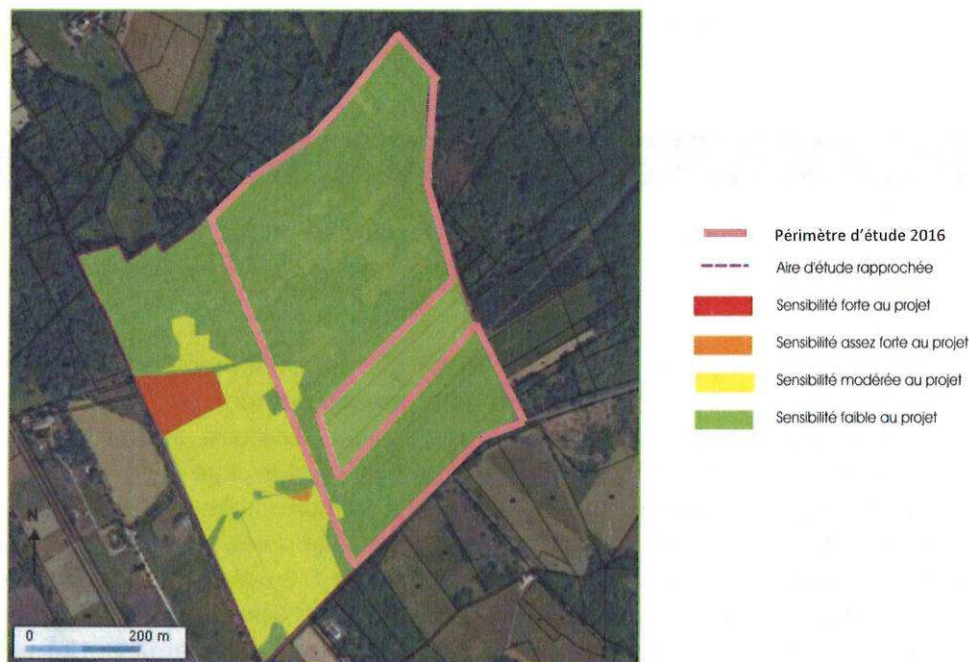 Périmètre d'étude 2016
Aire d'étude rapprochée
Sensibilité forte au projet
Sensibilité assez forte au projet
Sensibilité modérée au projet
Sensibilité faible au projet
N
0 200 m